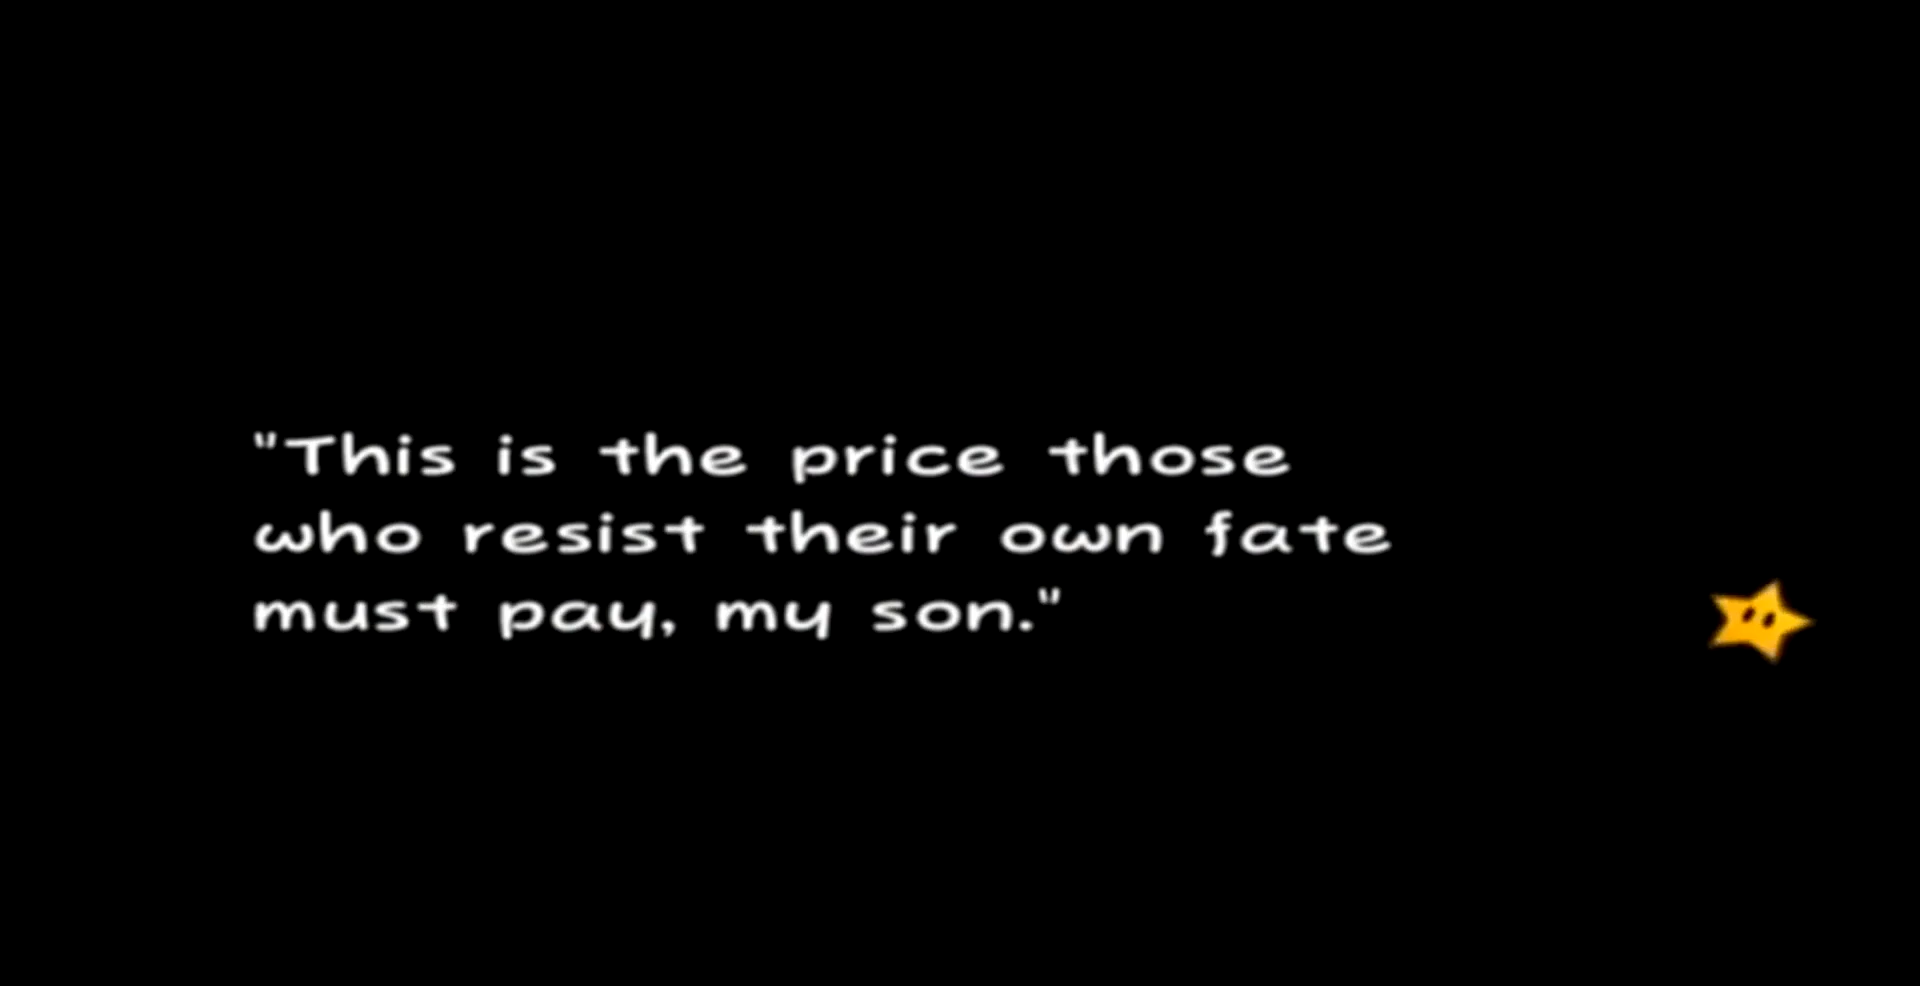 "This is the price those
who resist their own fate
must pay, my son."